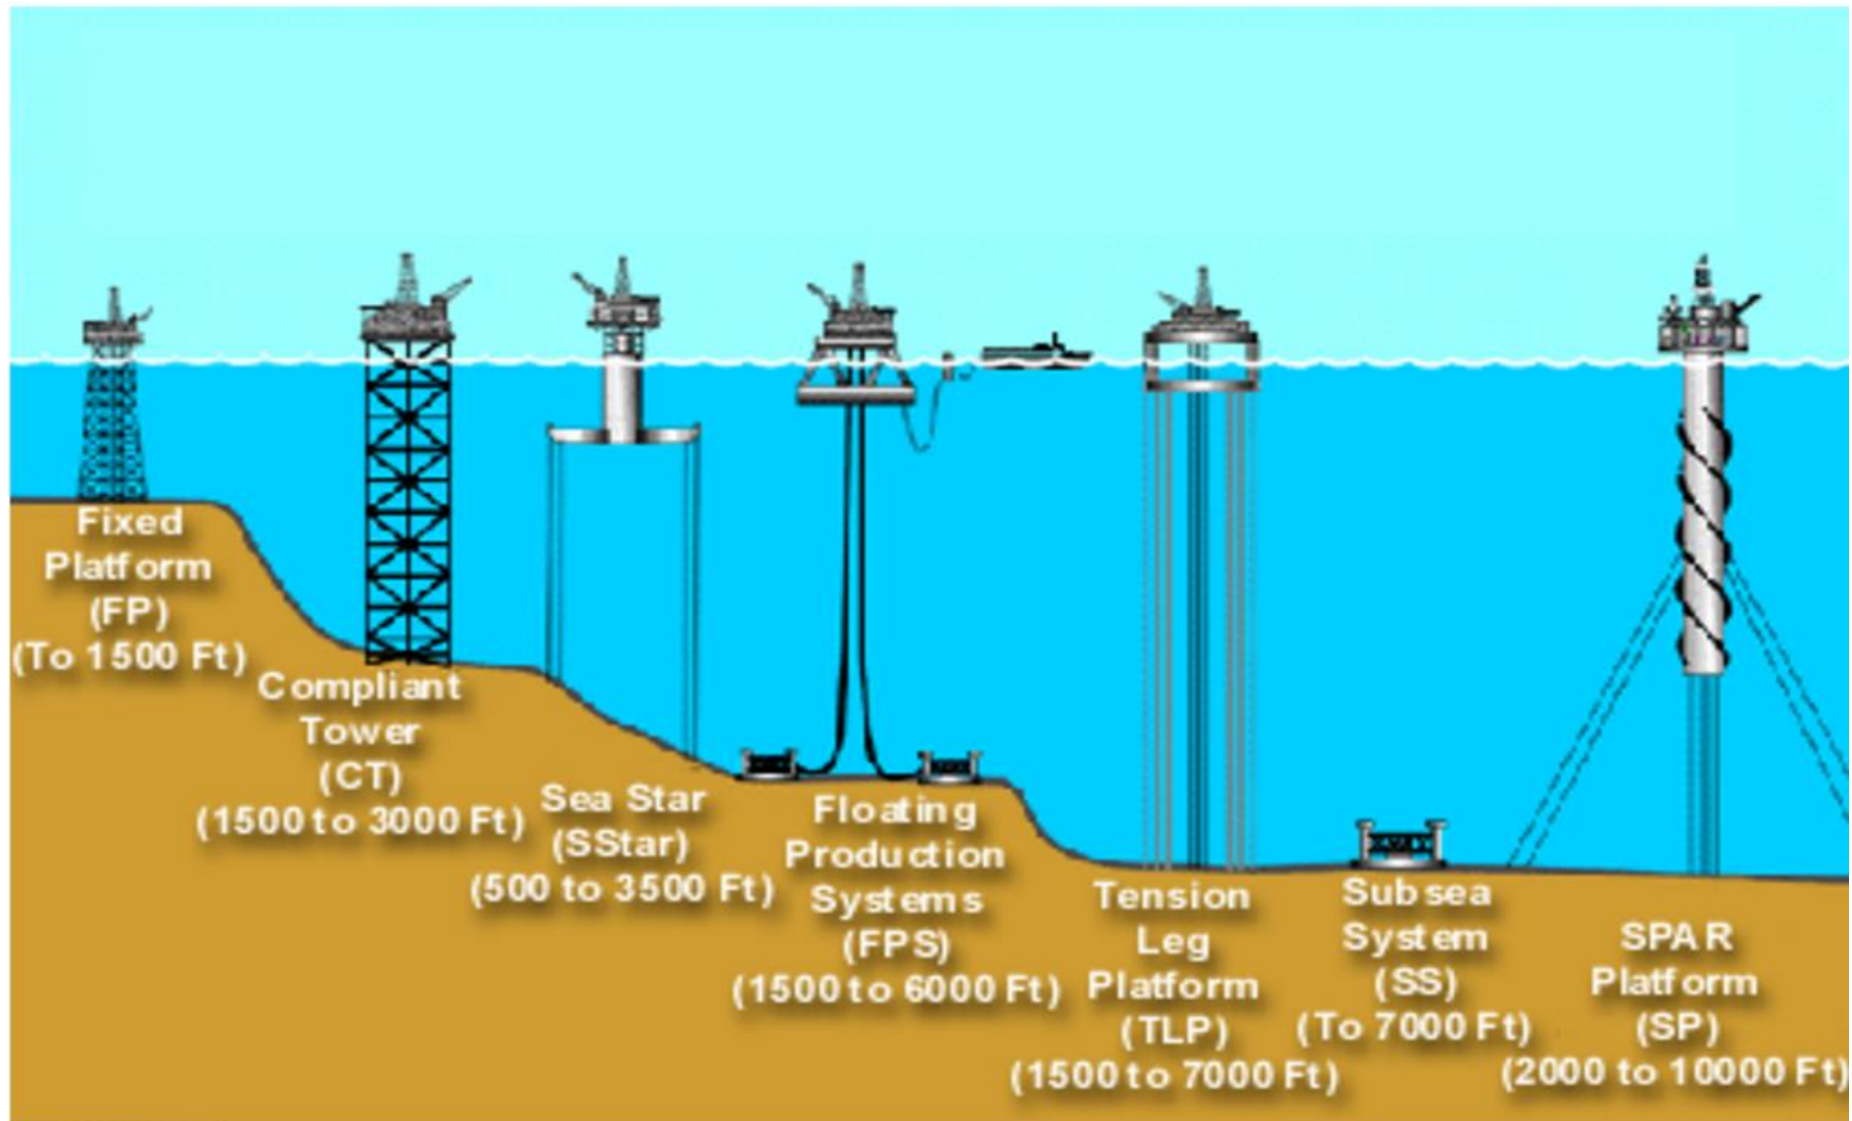 Fixed
Platform
(FP)
(To 1500 Ft)
Compliant
Tower
(CT)
(1500 to 3000 Ft)
Sea Star
(SStar)
(500 to 3500 Ft)
Floating
Production
Systems
(FPS)
(1500 to 6000 Ft)
Tension
Leg
Platform
(TLP)
(1500 to 7000 Ft)
Subsea
System
(SS)
(To 7000 Ft)
SPAR
Platform
(SP)
(2000 to 10000 Ft)